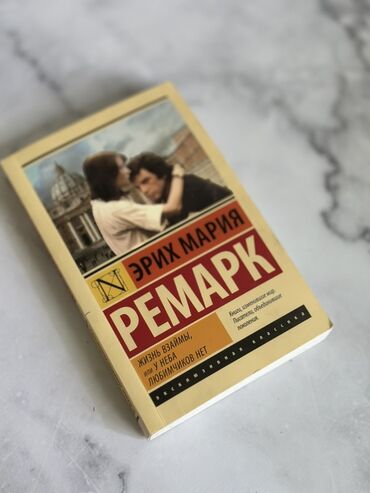 N
ЭРИХ МАРИЯ
РЕМАРК
ЖИЗНЬ ВЗАЙМЫ,
ИЛИ У НЕБА
ЛЮБИМЧИКОВ НЕТ
Книги, изменившие мир.
Писатели, объединившие
поколения.
ЭКСКЛЮЗИВНАЯ КЛАССИКА